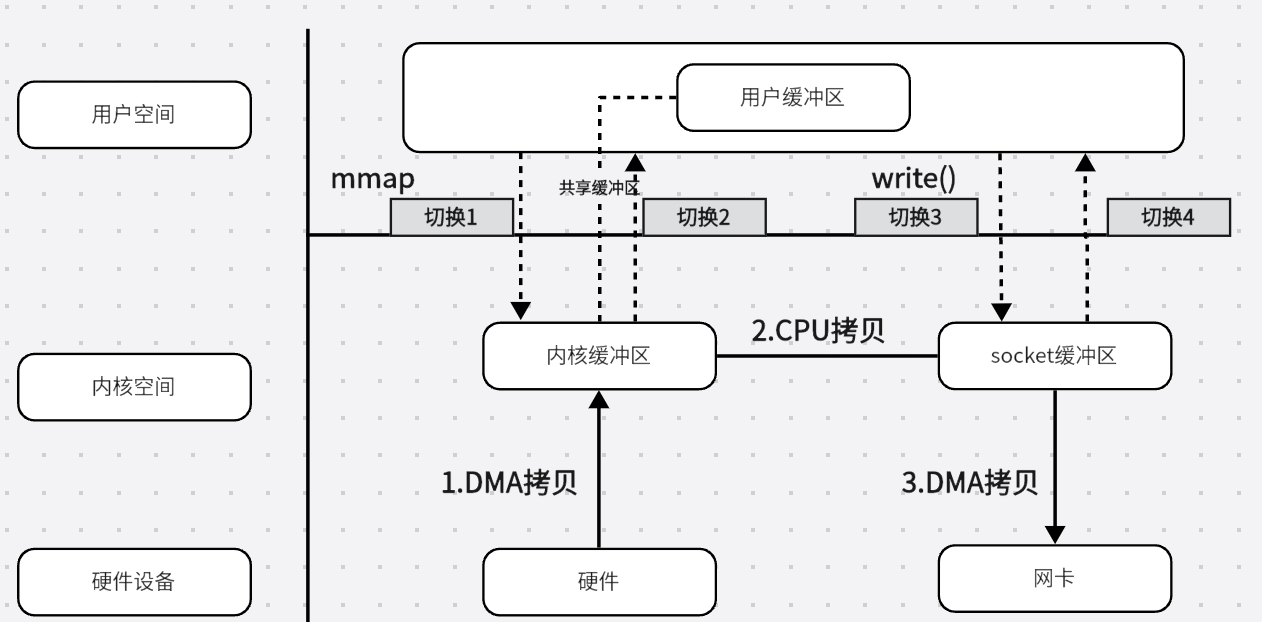 用户空间
用户缓冲区
mmap
共享缓冲区
write()
切换1
切换2
切换3
切换4
内核空间
内核缓冲区
2.CPU拷贝
socket缓冲区
1.DMA拷贝
3.DMA拷贝
硬件设备
硬件
网卡